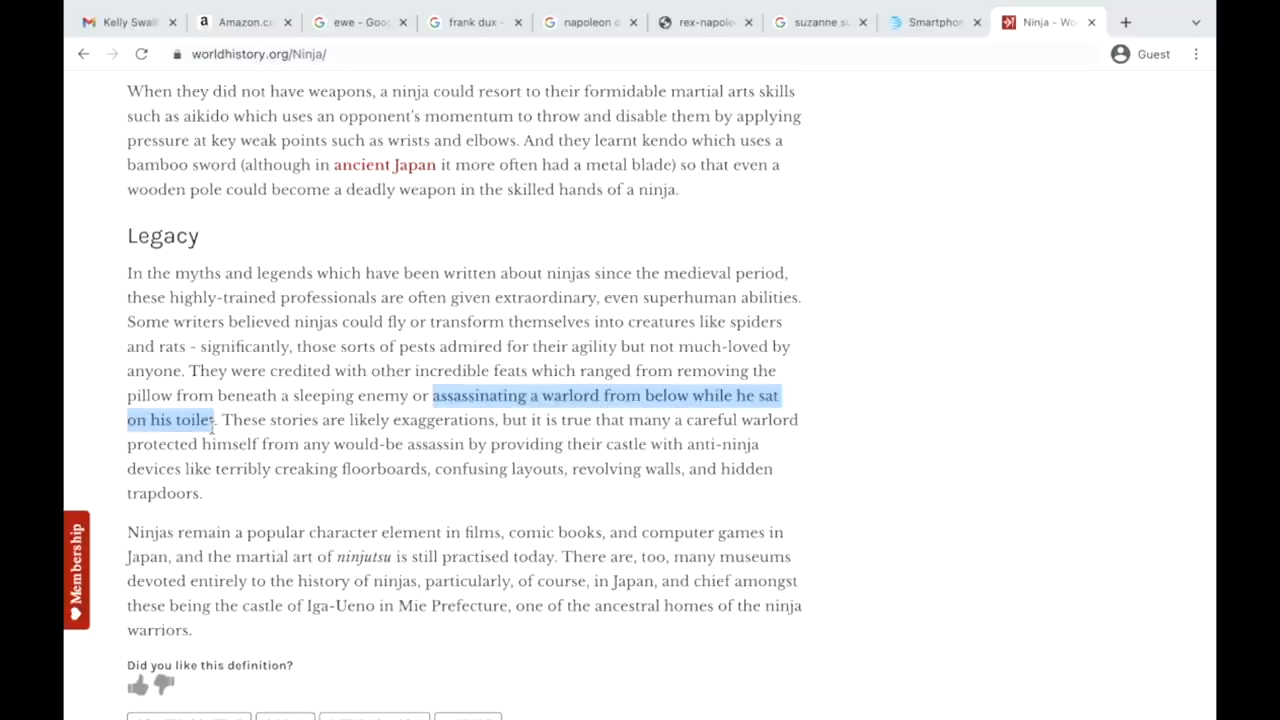 Kelly Swall
Amazon.c
ewe - Goo
frank dux -
napoleon
rex-napole
suzanne s
Smartphon
Ninja - Wo
worldhistory.org/Ninja/
Guest
When they did not have weapons, a ninja could resort to their formidable martial arts skills
such as aikido which uses an opponent's momentum to throw and disable them by applying
pressure at key weak points such as wrists and elbows. And they learnt kendo which uses a
bamboo sword (although in ancient Japan it more often had a metal blade) so that even a
wooden pole could become a deadly weapon in the skilled hands of a ninja.
Legacy
In the myths and legends which have been written about ninjas since the medieval period,
these highly-trained professionals are often given extraordinary, even superhuman abilities.
Some writers believed ninjas could fly or transform themselves into creatures like spiders
and rats - significantly, those sorts of pests admired for their agility but not much-loved by
anyone. They were credited with other incredible feats which ranged from removing the
pillow from beneath a sleeping enemy or assassinating a warlord from below while he sat
on his toilet. These stories are likely exaggerations, but it is true that many a careful warlord
protected himself from any would-be assassin by providing their castle with anti-ninja
devices like terribly creaking floorboards, confusing layouts, revolving walls, and hidden
trapdoors.
Membership
Ninjas remain a popular character element in films, comic books, and computer games in
Japan, and the martial art of ninjutsu is still practised today. There are, too, many museums
devoted entirely to the history of ninjas, particularly, of course, in Japan, and chief amongst
these being the castle of Iga-Ueno in Mie Prefecture, one of the ancestral homes of the ninja
warriors.
Did you like this definition?